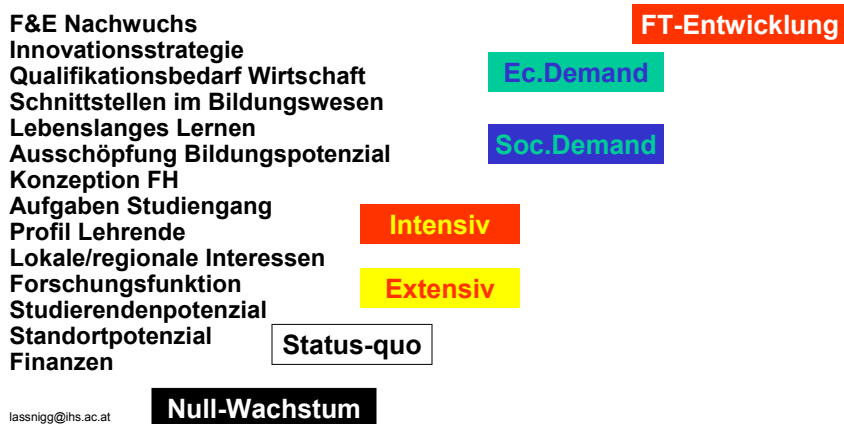 F&E Nachwuchs
FT-Entwicklung
Innovationsstrategie
Qualifikationsbedarf Wirtschaft
Ec.Demand
Schnittstellen im Bildungswesen
Lebenslanges Lernen
Soc.Demand
Ausschöpfung Bildungspotenzial
Konzeption FH
Aufgaben Studiengang
Intensiv
Profil Lehrende
Lokale/regionale Interessen
Forschungsfunktion
Extensiv
Studierendenpotenzial
Standortpotenzial
Status-quo
Finanzen
Null-Wachstum
lassnigg@ihs.ac.at